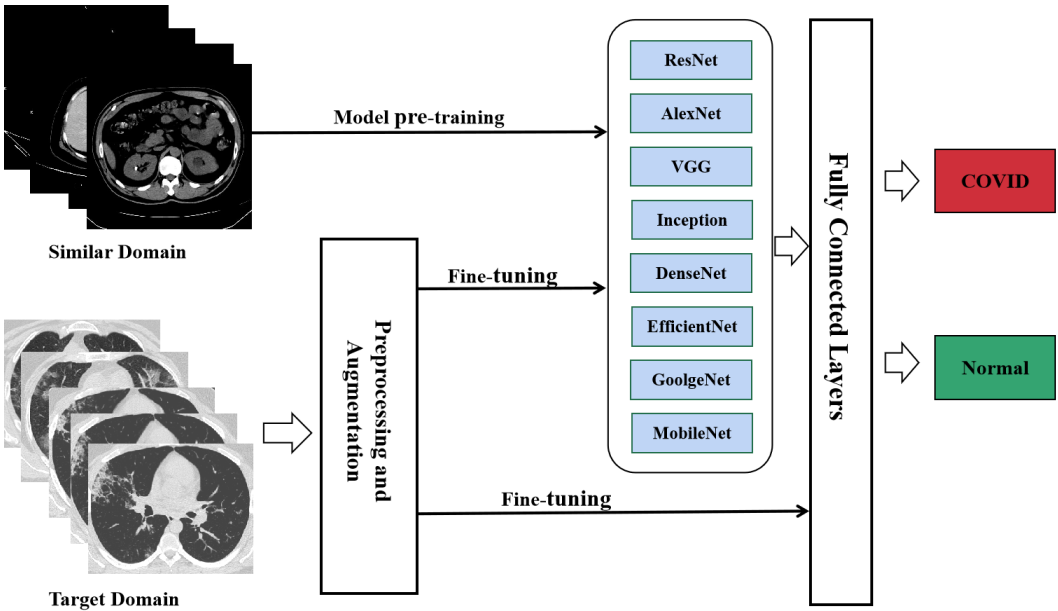 Model pre-training
Similar Domain
Target Domain
Preprocessing and
Augmentation
Fine-tuning
Fine-tuning
ResNet
AlexNet
VGG
Inception
DenseNet
EfficientNet
GoolgeNet
MobileNet
Fully Connected Layers
COVID
Normal